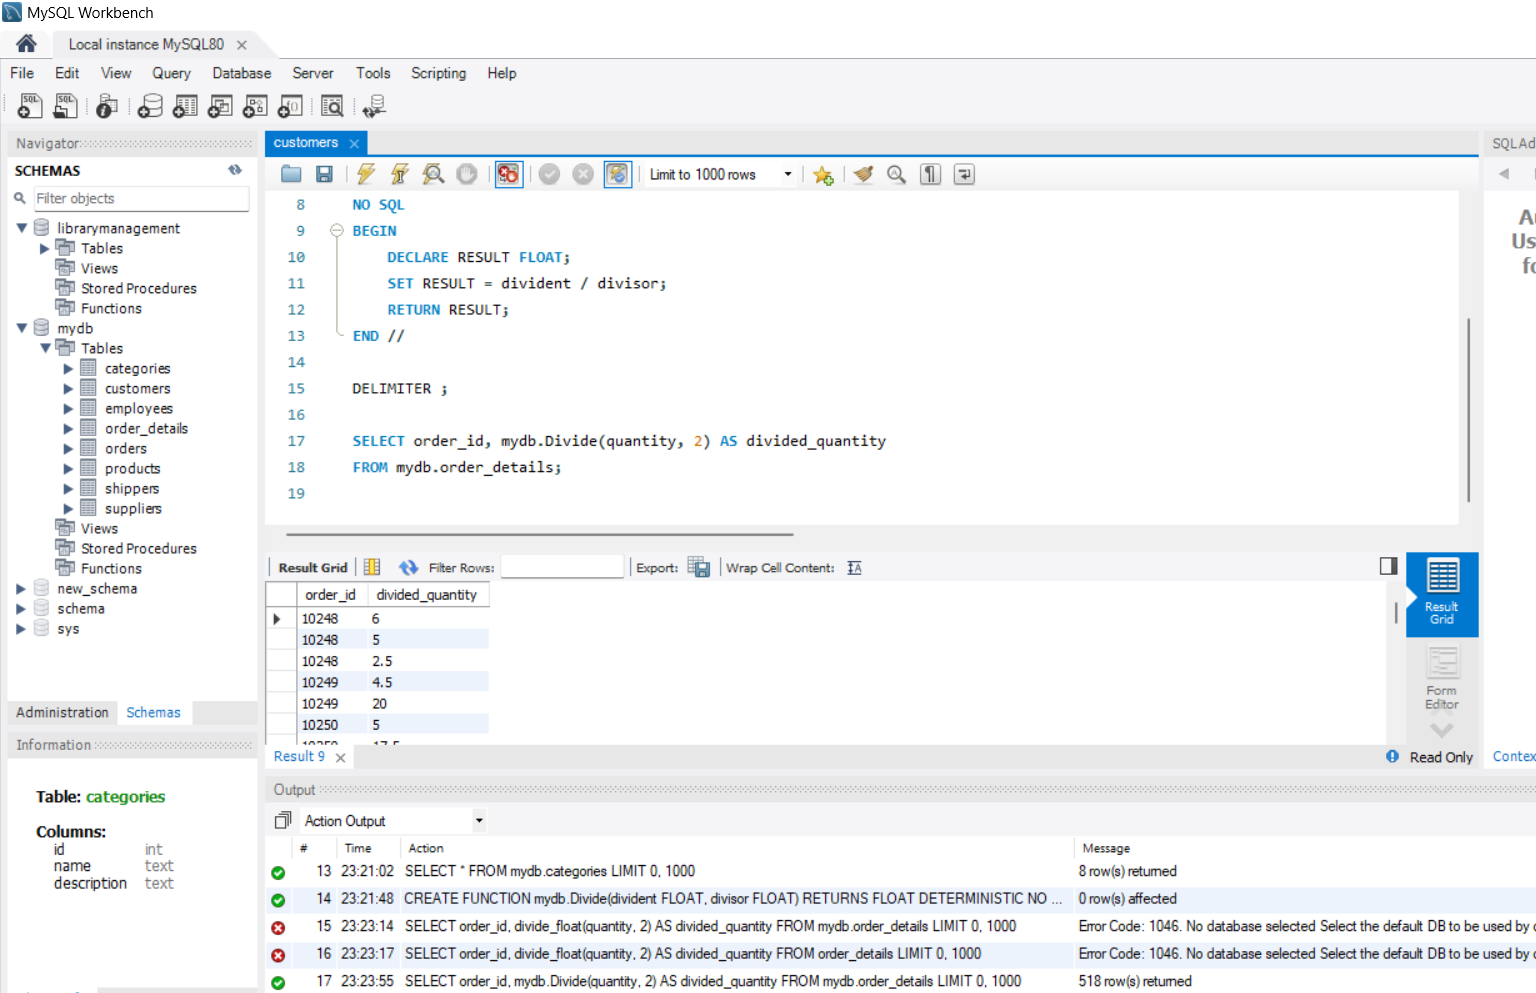 MySQL Workbench
Local instance MySQL80
File Edit View Query Database Server Tools Scripting Help
Navigator
SCHEMAS
Filter objects
librarymanagement
Tables
Views
Stored Procedures
Functions
mydb
Tables
categories
customers
employees
order_details
orders
products
shippers
suppliers
Views
Stored Procedures
Functions
new_schema
schema
sys
Administration Schemas
Information
Table: categories
Columns:
id int
name text
description text
customers
Limit to 1000 rows
8 NO SQL
9 BEGIN
10 DECLARE RESULT FLOAT;
11 SET RESULT = divident / divisor;
12 RETURN RESULT;
13 END //
14
15 DELIMITER ;
16
17 SELECT order_id, mydb.Divide(quantity, 2) AS divided_quantity
18 FROM mydb.order_details;
19
Result Grid Filter Rows: Export: Wrap Cell Content:
order_id divided_quantity
10248 6
10248 5
10248 2.5
10249 4.5
10249 20
10250 5
Result Grid
Form Editor
Result 9
Read Only
Output
Action Output
# Time Action Message
13 23:21:02 SELECT * FROM mydb.categories LIMIT 0, 1000 8 row(s) returned
14 23:21:48 CREATE FUNCTION mydb.Divide(divident FLOAT, divisor FLOAT) RETURNS FLOAT DETERMINISTIC NO ... 0 row(s) affected
15 23:23:14 SELECT order_id, divide_float(quantity, 2) AS divided_quantity FROM mydb.order_details LIMIT 0, 1000 Error Code: 1046. No database selected Select the default DB to be used by
16 23:23:17 SELECT order_id, divide_float(quantity, 2) AS divided_quantity FROM order_details LIMIT 0, 1000 Error Code: 1046. No database selected Select the default DB to be used by
17 23:23:55 SELECT order_id, mydb.Divide(quantity, 2) AS divided_quantity FROM mydb.order_details LIMIT 0, 1000 518 row(s) returned